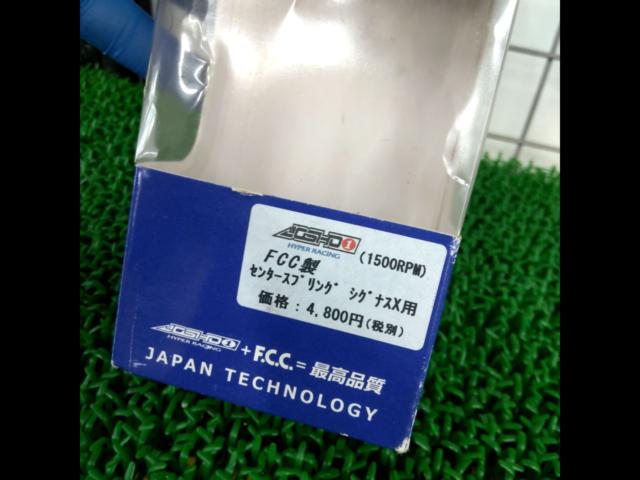 JOSHO1 (1500RPM)
HYPER RACING
FCC製
ｾﾝﾀｰｽﾌﾟﾘﾝｸﾞ ｼｸﾞﾅｽX用
価格：4,800円(税別)
JOSHO1 + F.C.C. = 最高品質
HYPER RACING
JAPAN TECHNOLOGY